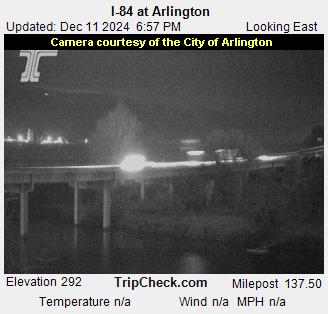 I-84 at Arlington
Updated: Dec 11 2024 6:57 PM Looking East
Camera courtesy of the City of Arlington
Elevation 292 TripCheck.com Milepost 137.50
Temperature n/a Wind n/a MPH n/a